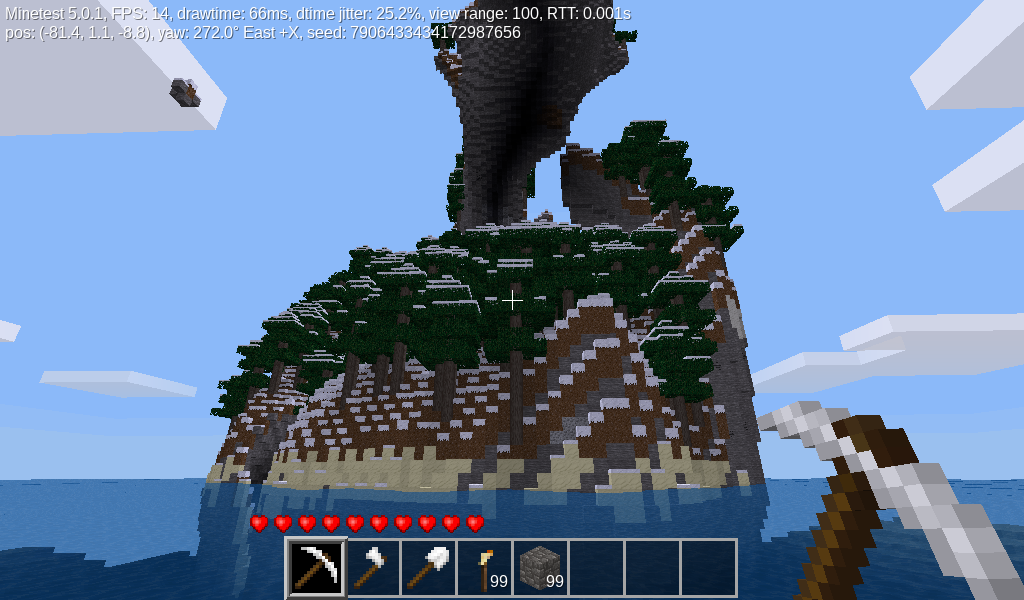 Minetest 5.0.1, FPS: 14, drawtime: 66ms, dtime jitter: 25.2%, view range: 100, RTT: 0.001s
pos: (-81.4, 1.1, -8.8), yaw: 272.0° East +X, seed: 7906433434172987656
99 99